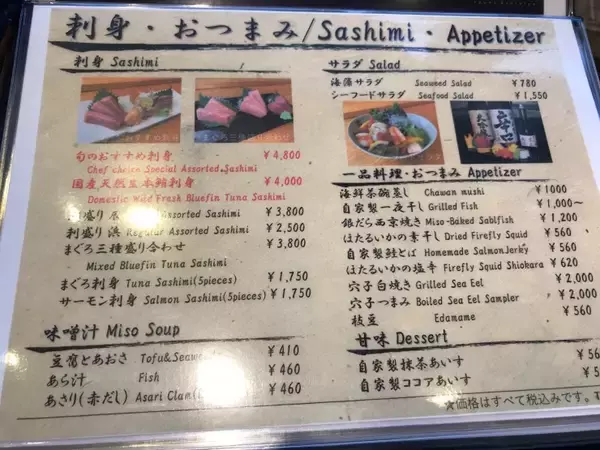 刺身・おつまみ/Sashimi・Appetizer
刺身 Sashimi
旬のおすすめ刺身 ¥4,800
Chef choice Special Assorted Sashimi
国産天然生本鮪刺身 ¥4,000
Domestic Wild Fresh Bluefin Tuna Sashimi
盛り Assorted Sashimi ¥3,800
刺盛り 浜 Regular Assorted Sashimi ¥2,500
まぐろ三種盛り合わせ ¥3,800
Mixed Bluefin Tuna Sashimi
まぐろ刺身 Tuna Sashimi(5pieces) ¥1,750
サーモン刺身 Salmon Sashimi(5pieces) ¥1,750
味噌汁 Miso Soup
豆腐とあおさ Tofu& ¥410
あら汁 Fish ¥460
あさり(赤だし) Asari ¥460
サラダ Salad
海藻サラダ Seaweed Salad ¥780
シーフードサラダ Seafood Salad ¥1,550
辛口
一品料理・おつまみ Appetizer
海鮮茶碗蒸し Chawan mushi ¥1000
自家製一夜干し Grilled Fish ¥1,000~
銀だら西京焼き Miso-Baked Sablfish ¥1,200
ほたるいかの素干し Dried Firefly Squid ¥560
自家製鮭とば Homemade SalmonJerky ¥560
ほたるいかの塩辛 Firefly Squid Shiokara ¥620
穴子白焼き Grilled Sea Eel ¥2,000
穴子つまみ Boiled Sea Eel Sampler ¥2,000
枝豆 Edamame ¥560
甘味 Dessert
自家製抹茶あいす
自家製ココアあいす
☆価格はすべて税込みです。